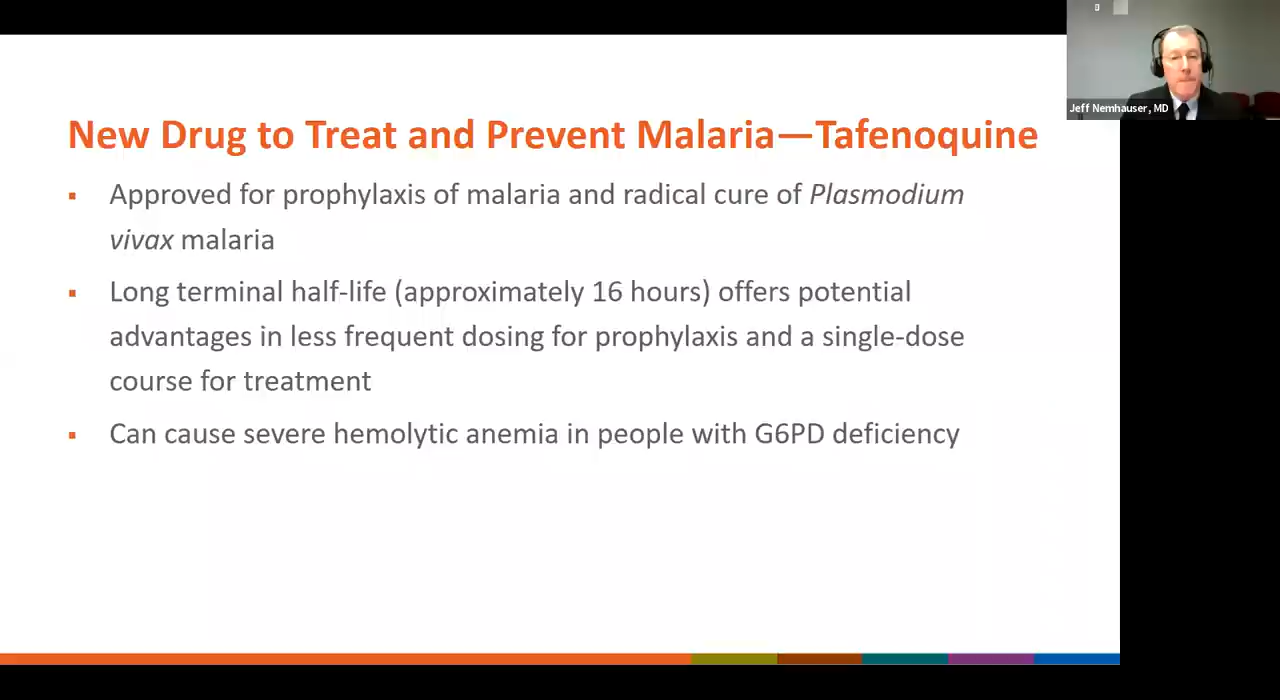 New Drug to Treat and Prevent Malaria—Tafenoquine
▪ Approved for prophylaxis of malaria and radical cure of Plasmodium
vivax malaria
▪ Long terminal half-life (approximately 16 hours) offers potential
advantages in less frequent dosing for prophylaxis and a single-dose
course for treatment
▪ Can cause severe hemolytic anemia in people with G6PD deficiency
Jeff Nemhauser, MD